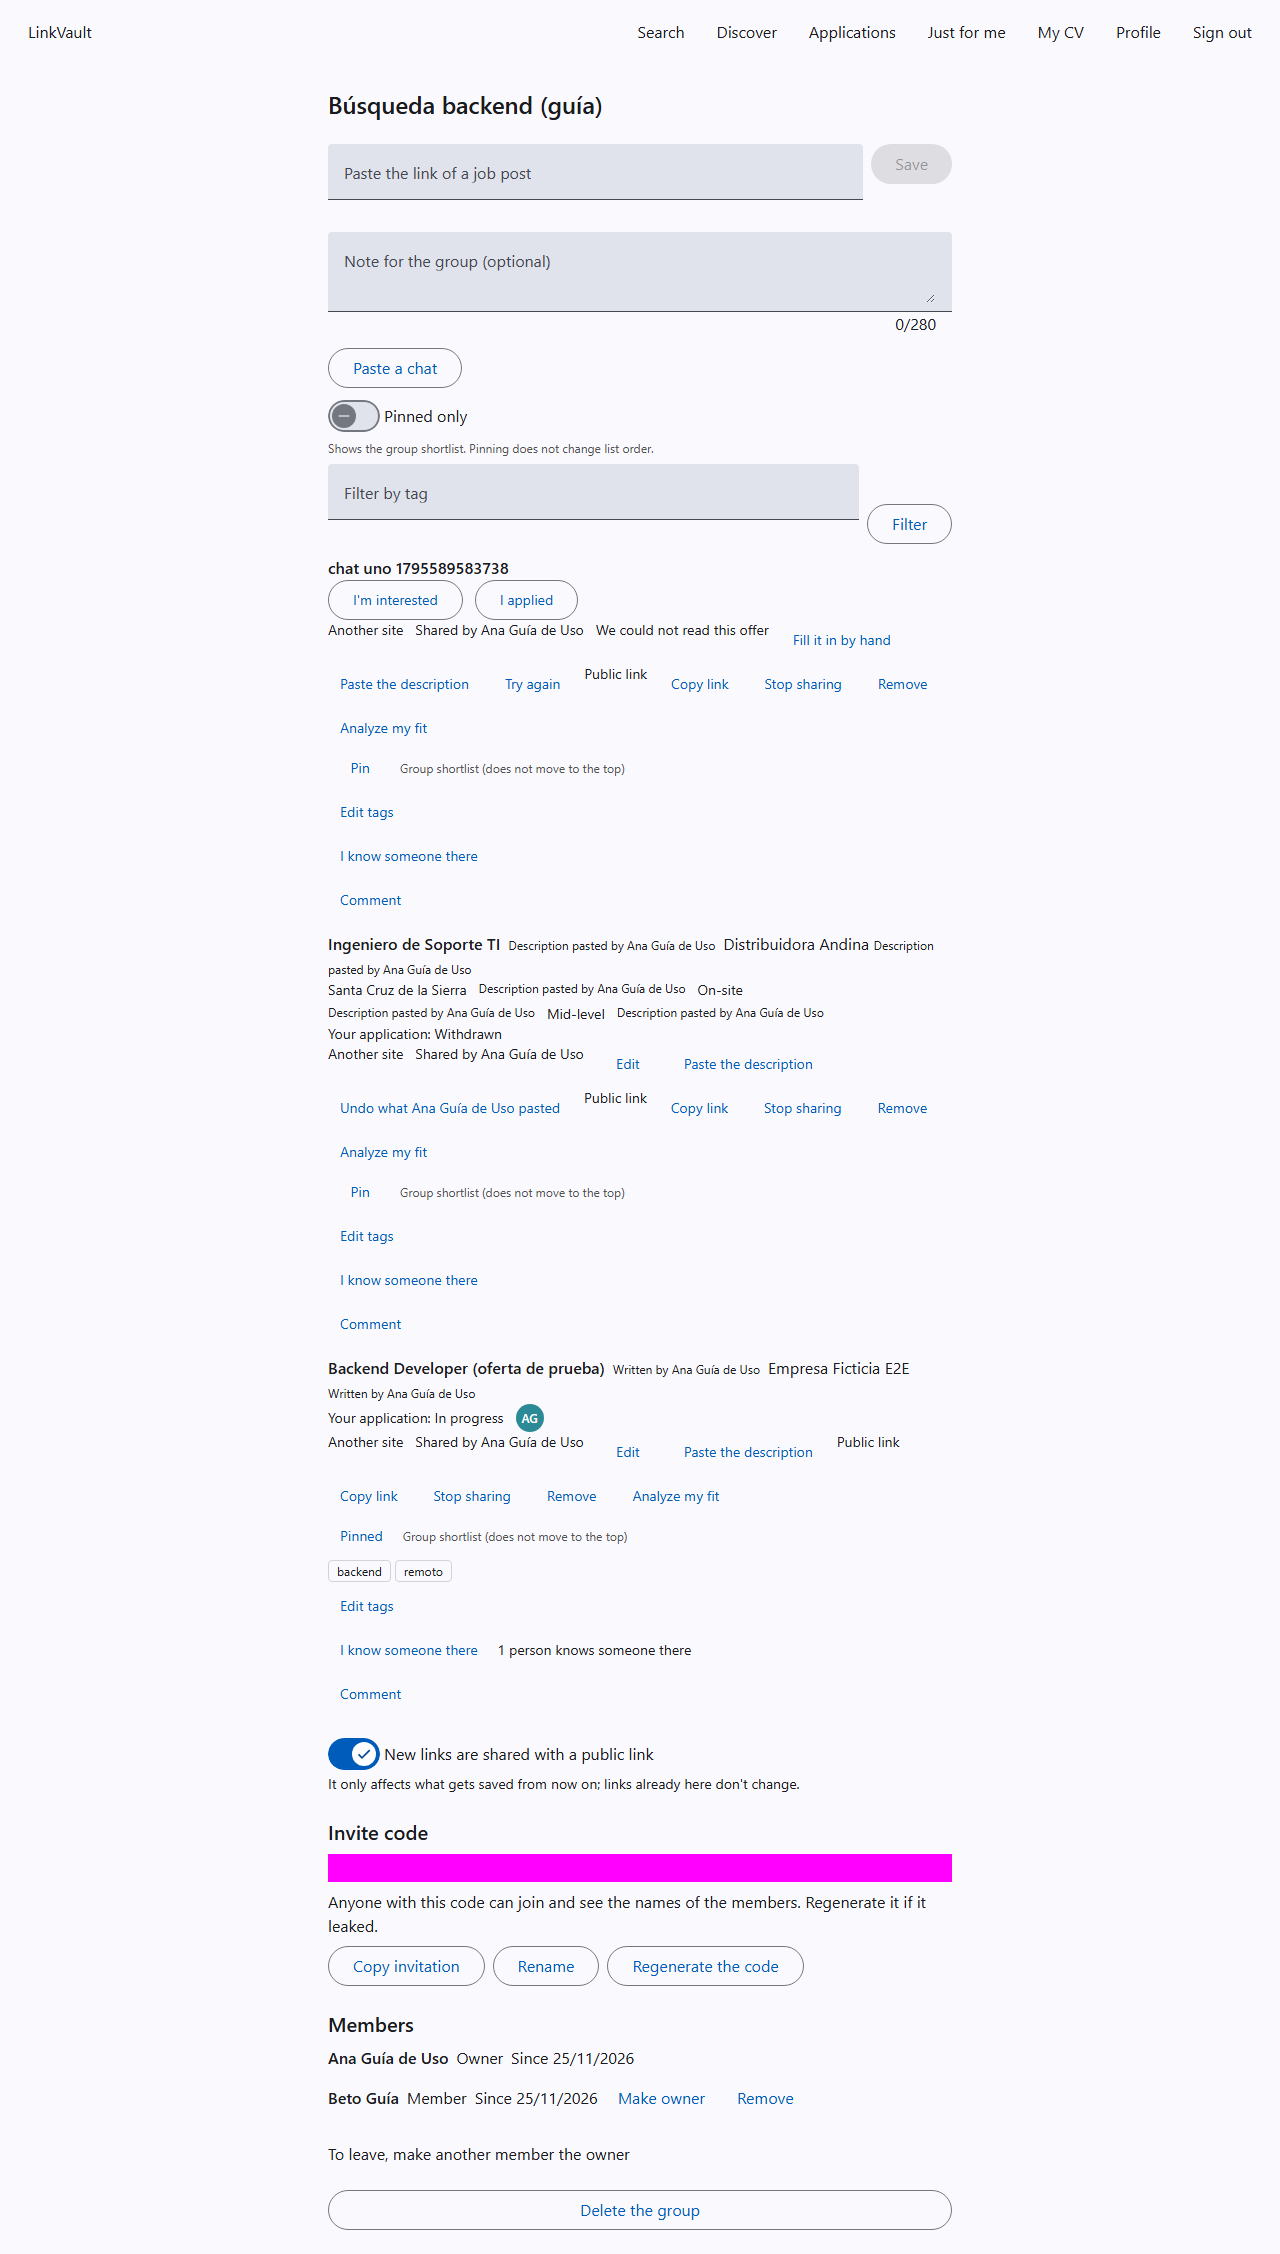 LinkVault Search Discover Applications Just for me My CV Profile Sign out
Búsqueda backend (guía)
Paste the link of a job post Save
Note for the group (optional)
0/280
Paste a chat
Pinned only
Shows the group shortlist. Pinning does not change list order.
Filter by tag
Filter
chat uno 1795589583738
I'm interested I applied
Another site Shared by Ana Guía de Uso We could not read this offer Fill it in by hand
Paste the description Try again Public link Copy link Stop sharing Remove
Analyze my fit
Pin Group shortlist (does not move to the top)
Edit tags
I know someone there
Comment
Ingeniero de Soporte TI Description pasted by Ana Guía de Uso Distribuidora Andina Description
pasted by Ana Guía de Uso
Santa Cruz de la Sierra Description pasted by Ana Guía de Uso On-site
Description pasted by Ana Guía de Uso Mid-level Description pasted by Ana Guía de Uso
Your application: Withdrawn
Another site Shared by Ana Guía de Uso Edit Paste the description
Undo what Ana Guía de Uso pasted Public link Copy link Stop sharing Remove
Analyze my fit
Pin Group shortlist (does not move to the top)
Edit tags
I know someone there
Comment
Backend Developer (oferta de prueba) Written by Ana Guía de Uso Empresa Ficticia E2E
Written by Ana Guía de Uso
Your application: In progress AG
Another site Shared by Ana Guía de Uso Edit Paste the description Public link
Copy link Stop sharing Remove Analyze my fit
Pinned Group shortlist (does not move to the top)
backend remoto
Edit tags
I know someone there 1 person knows someone there
Comment
New links are shared with a public link
It only affects what gets saved from now on; links already here don't change.
Invite code
Anyone with this code can join and see the names of the members. Regenerate it if it
leaked.
Copy invitation Rename Regenerate the code
Members
Ana Guía de Uso Owner Since 25/11/2026
Beto Guía Member Since 25/11/2026 Make owner Remove
To leave, make another member the owner
Delete the group